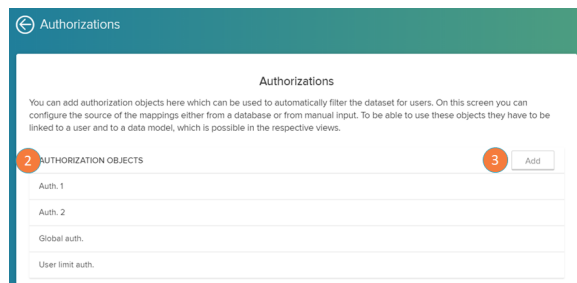 Authorizations
Authorizations
You can add authorization objects here which can be used to automatically filter the dataset for users. On this screen you can
configure the source of the mappings either from a database or from manual input. To be able to use these objects they have to be
linked to a user and to a data model, which is possible in the respective views.
2 AUTHORIZATION OBJECTS 3 Add
Auth. 1
Auth. 2
Global auth.
User limit auth.